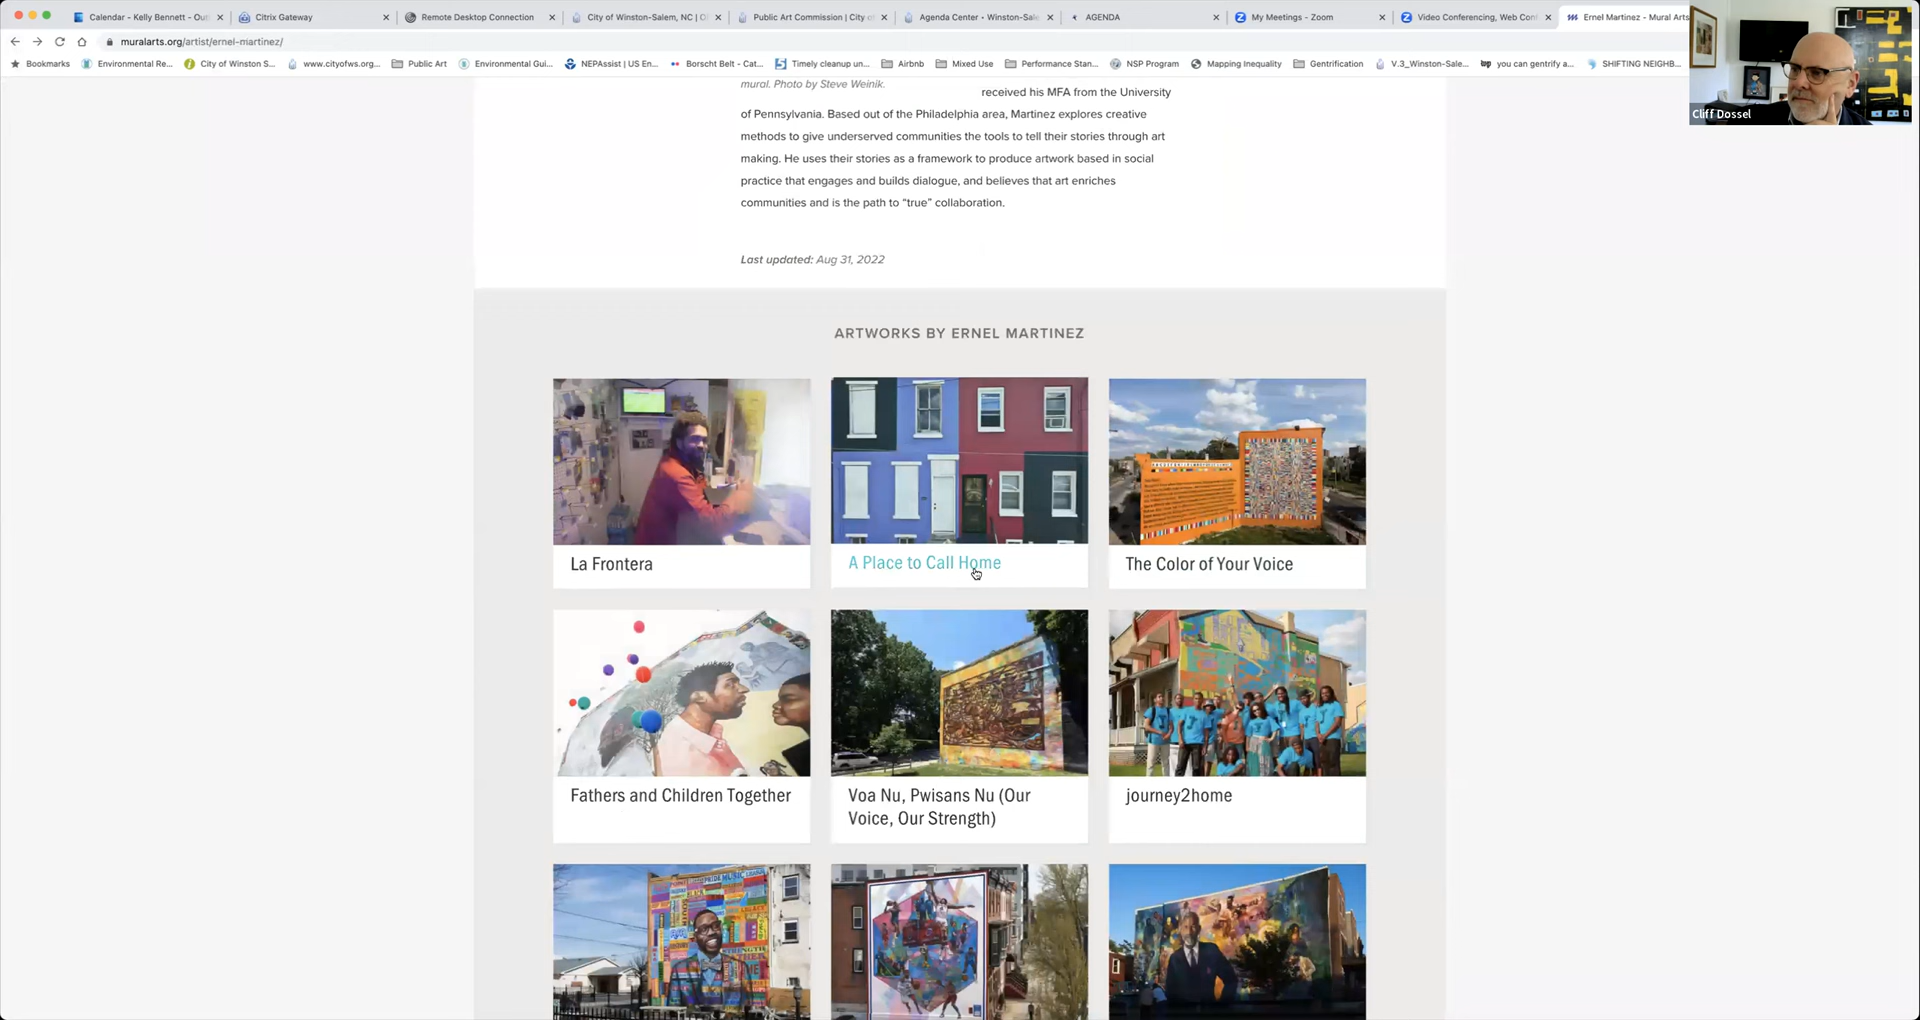 Calendar - Kelly Bennett - Ou
Citrix Gateway
Remote Desktop Connection
City of Winston-Salem, NC | O
Public Art Commission | City o
Agenda Center - Winston-Sal
AGENDA
My Meetings - Zoom
Video Conferencing, Web Con
Ernel Martinez - Mural Arts
muralarts.org/artist/ernel-martinez/
Bookmarks
Environmental Re...
City of Winston S...
www.cityofws.org...
Public Art
Environmental Gui...
NEPAssist | US En...
Borscht Belt - Cat...
Timely cleanup un...
Airbnb
Mixed Use
Performance Stan...
NSP Program
Mapping Inequality
Gentrification
V.3_Winston-Sale...
which can you gentrify a...
SHIFTING NEIGHB...
Cliff Dossel
mural. Photo by Steve Weinik.
received his MFA from the University
of Pennsylvania. Based out of the Philadelphia area, Martinez explores creative
methods to give underserved communities the tools to tell their stories through art
making. He uses their stories as a framework to produce artwork based in social
practice that engages and builds dialogue, and believes that art enriches
communities and is the path to “true” collaboration.
Last updated: Aug 31, 2022
ARTWORKS BY ERNEL MARTINEZ
La Frontera
A Place to Call Home
The Color of Your Voice
Fathers and Children Together
Voa Nu, Pwisans Nu (Our
Voice, Our Strength)
journey2home
PRIDE MUSIC
STRENGTH